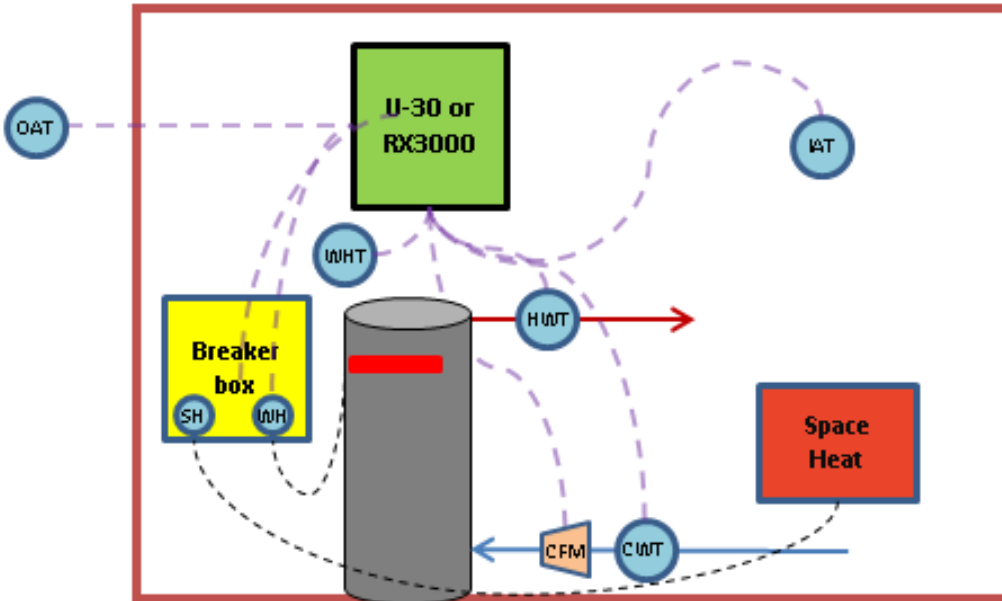 U-30 or
RX3000
OAT
IAT
WHT
HWT
Breaker
box
SH
WH
Space
Heat
CFM
CWT